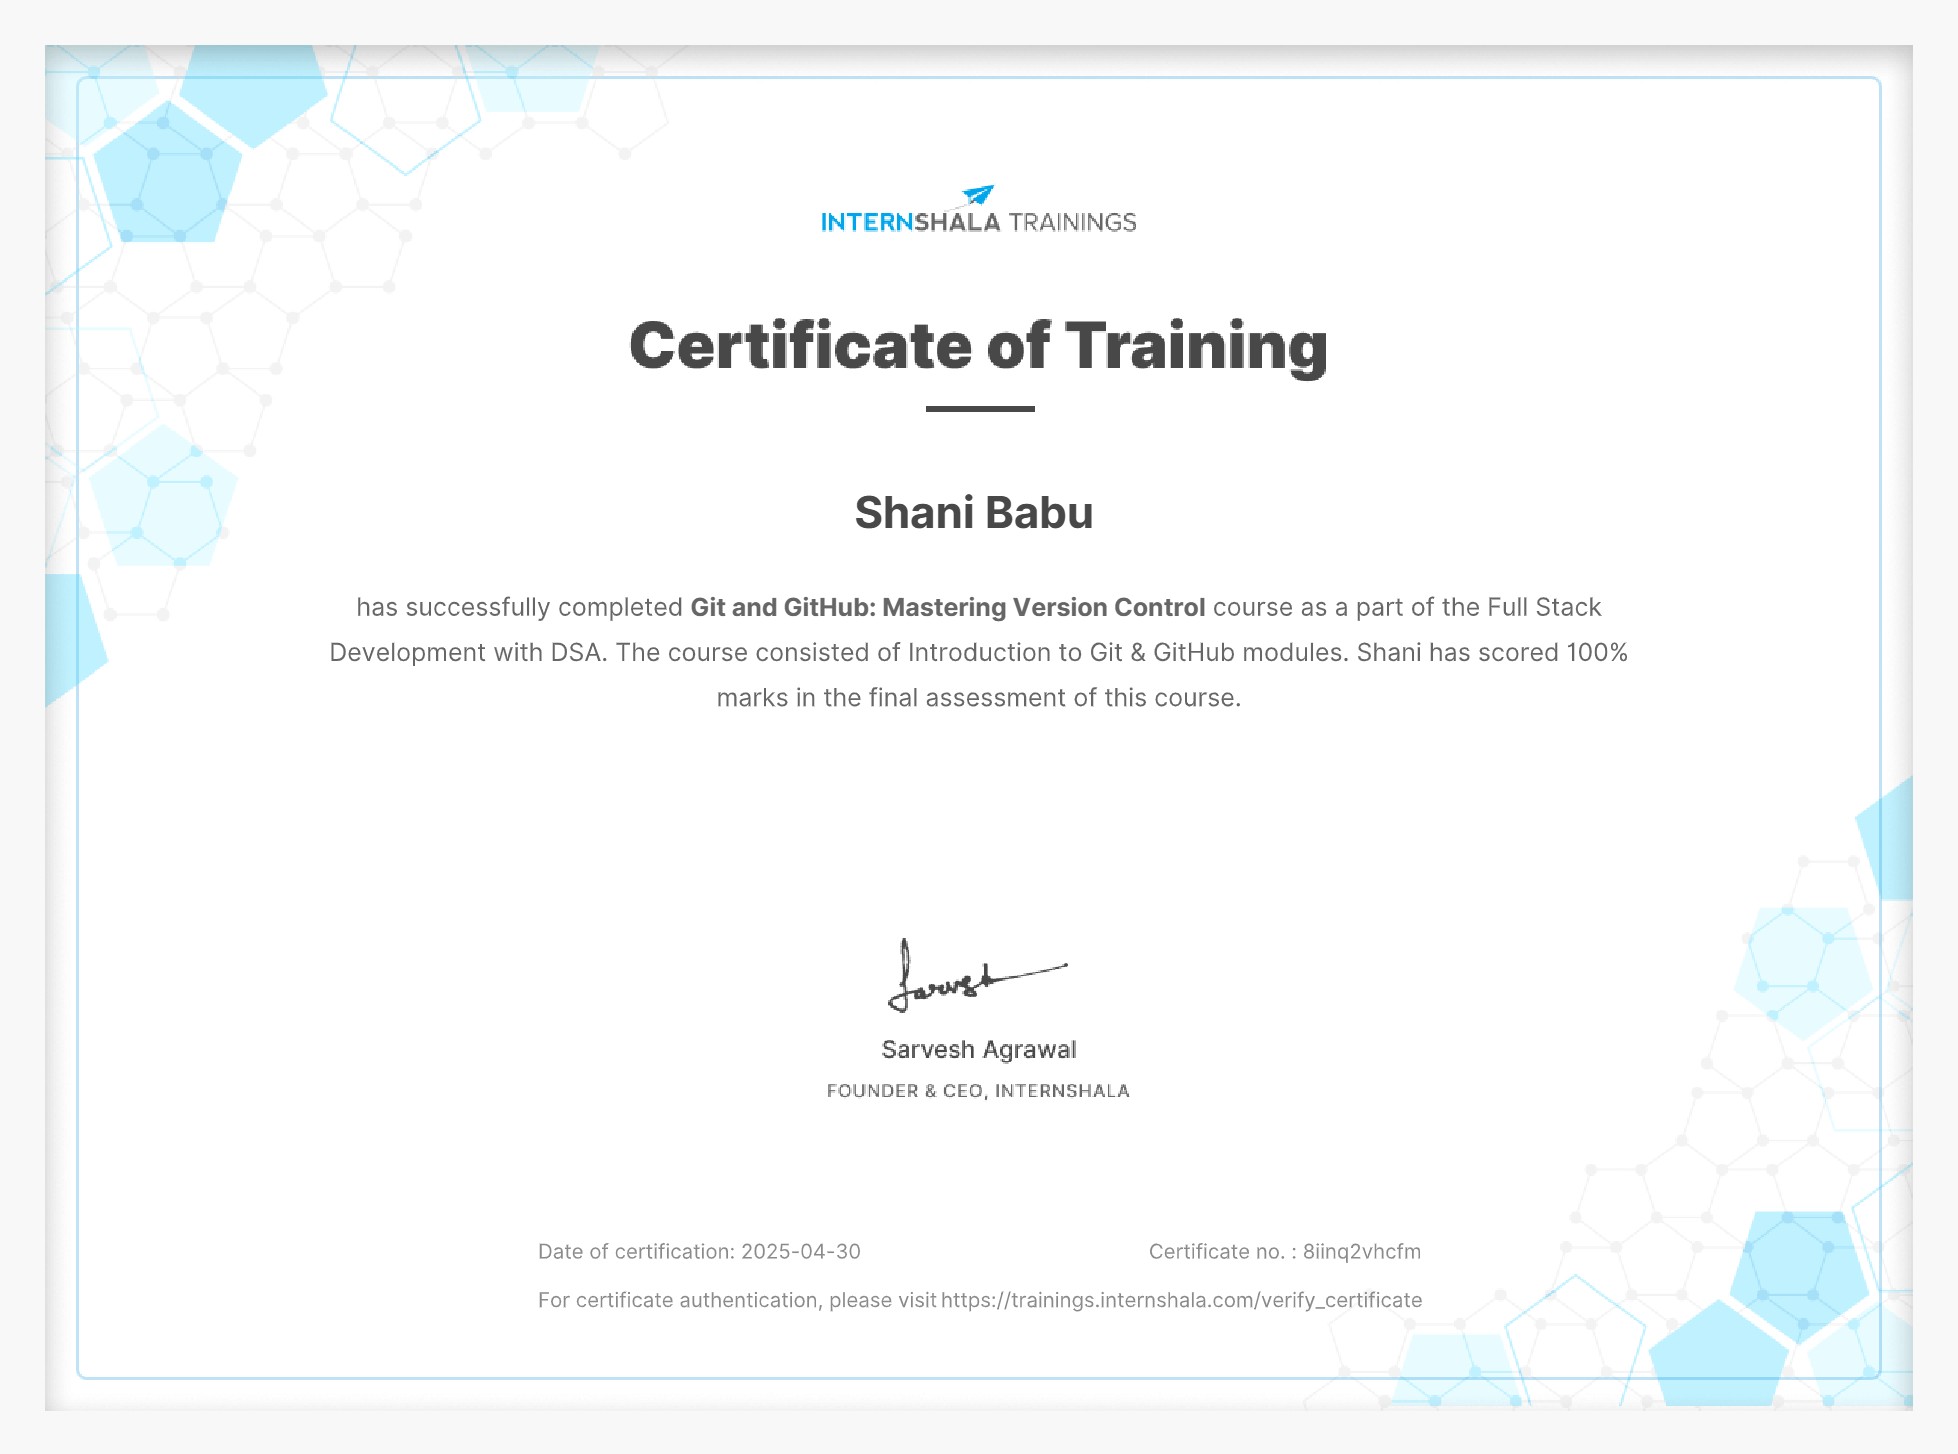 INTERNSHALA TRAININGS
Certificate of Training
Shani Babu
has successfully completed Git and GitHub: Mastering Version Control course as a part of the Full Stack
Development with DSA. The course consisted of Introduction to Git & GitHub modules. Shani has scored 100%
marks in the final assessment of this course.
Sarvesh
Sarvesh Agrawal
FOUNDER & CEO, INTERNSHALA
Date of certification: 2025-04-30 Certificate no. : 8iinq2vhcfm
For certificate authentication, please visit https://trainings.internshala.com/verify_certificate